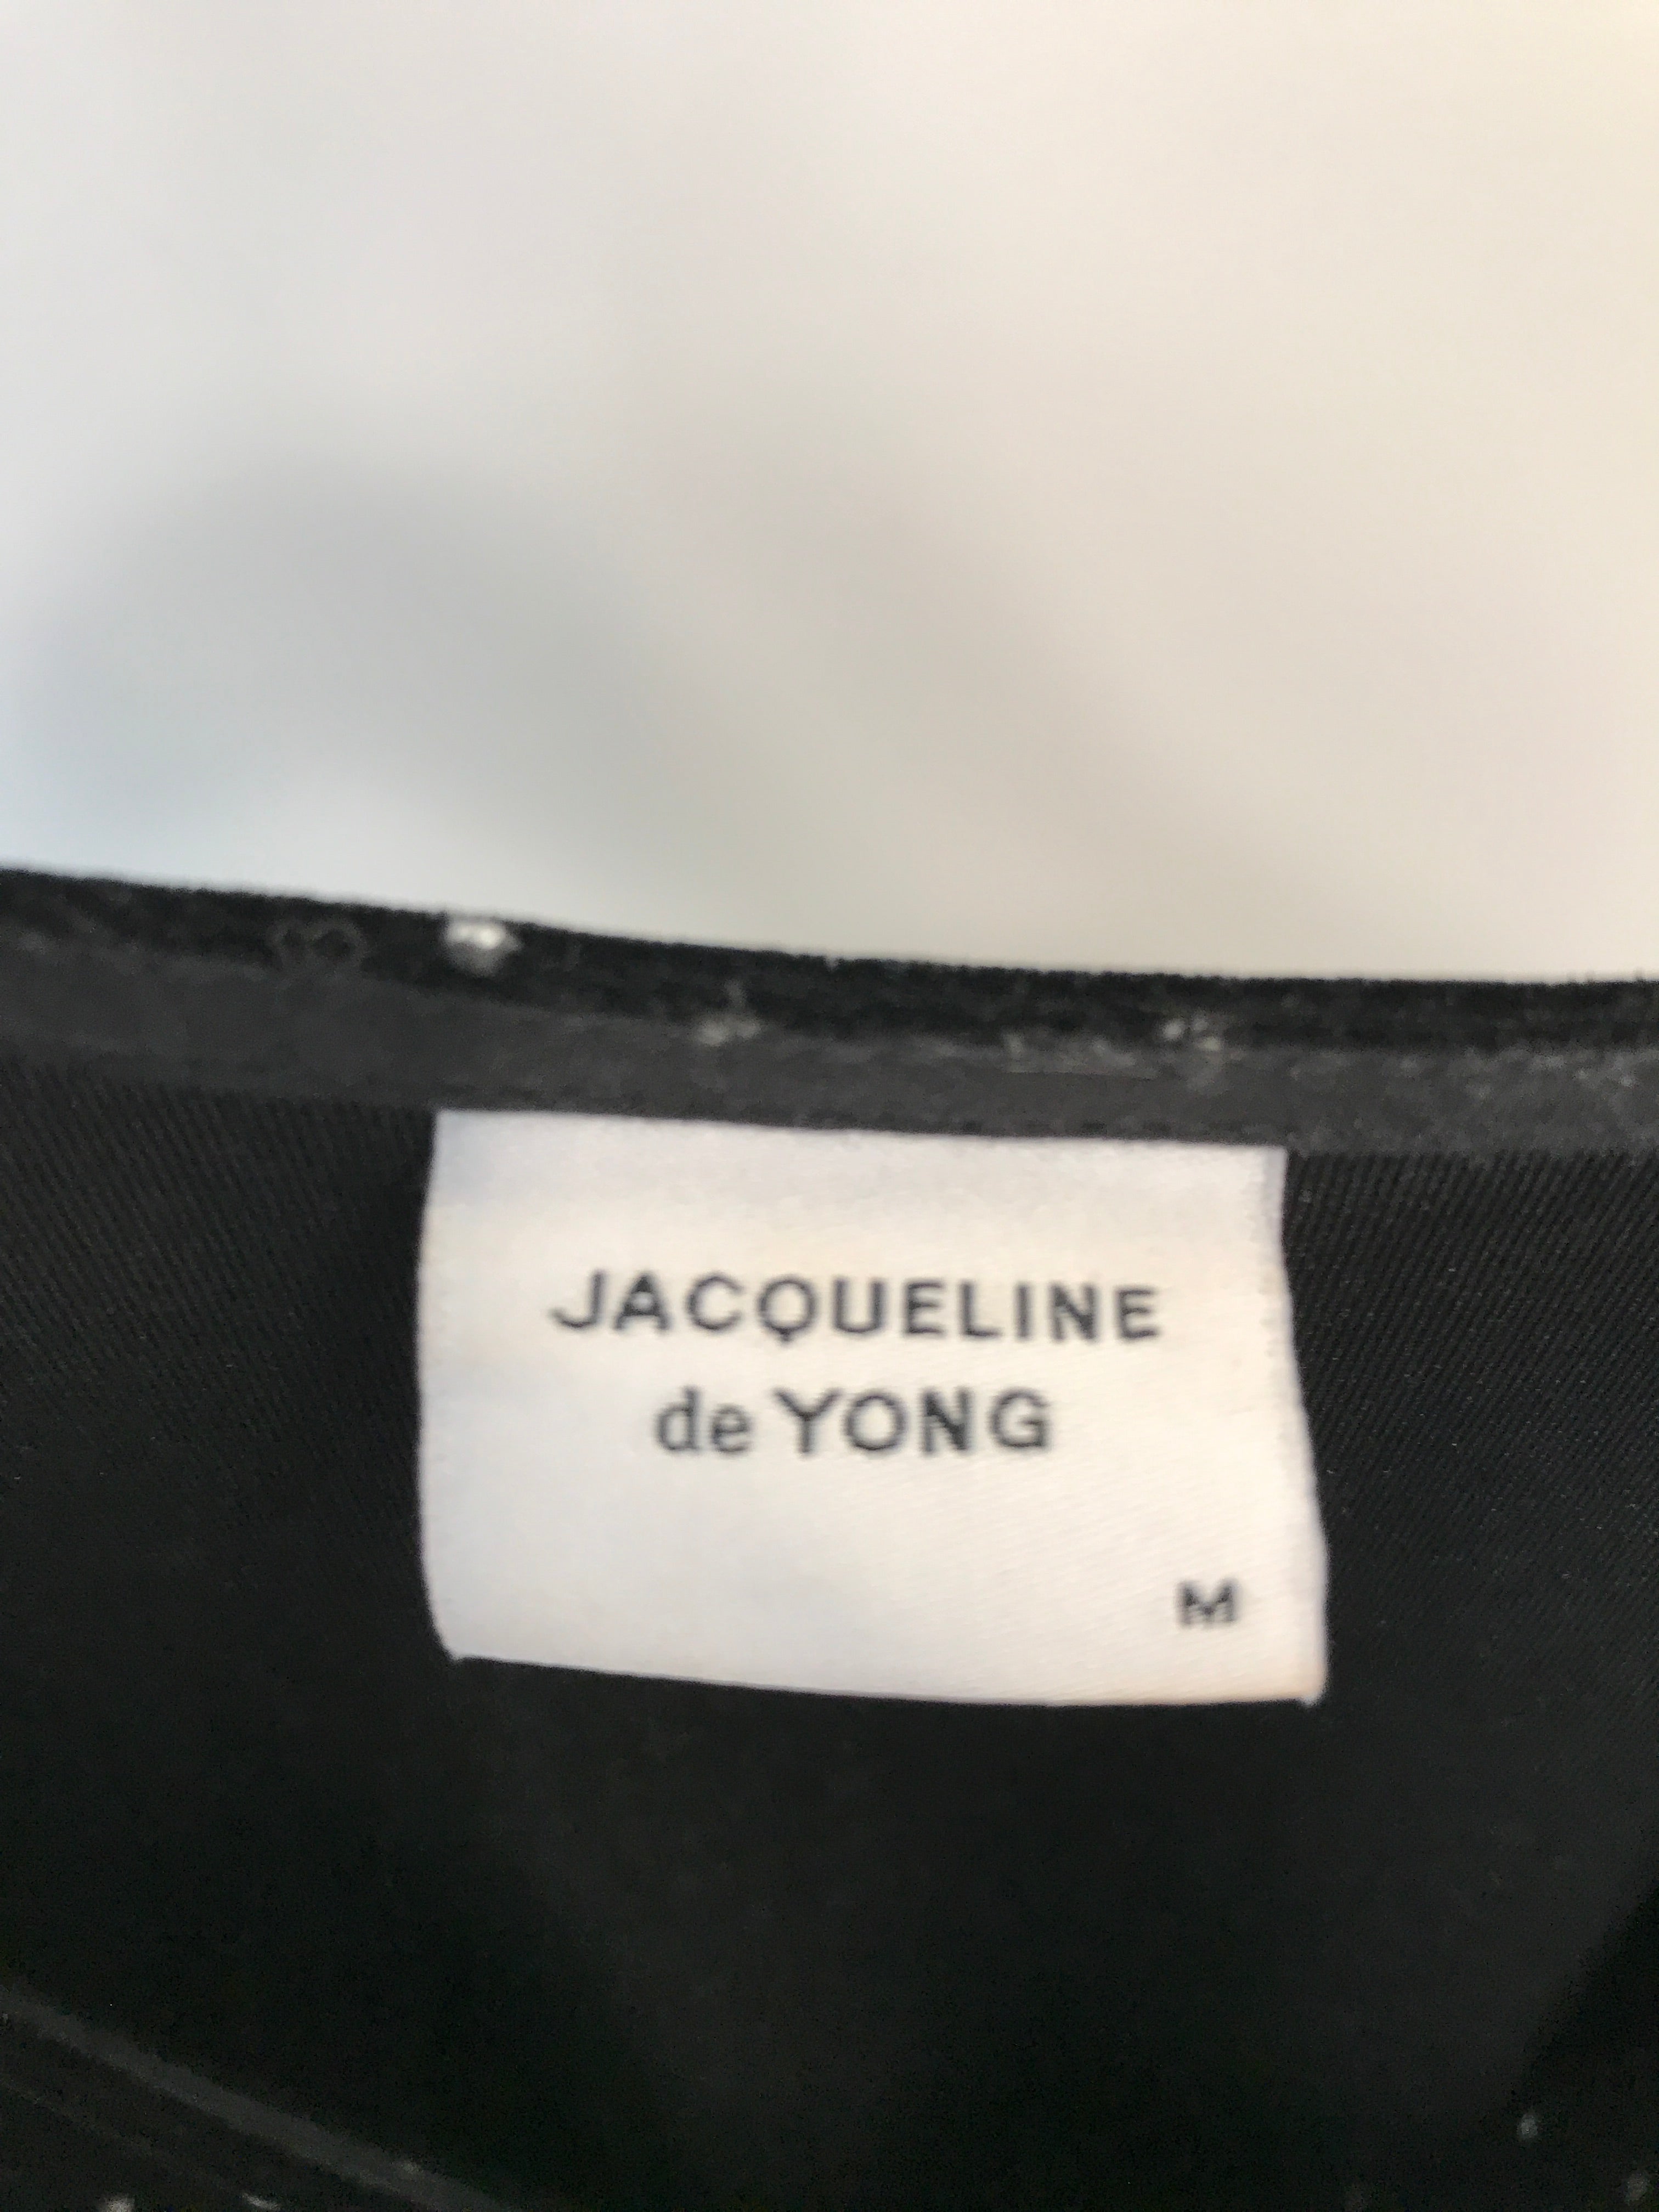 JACQUELINE
de YONG
M